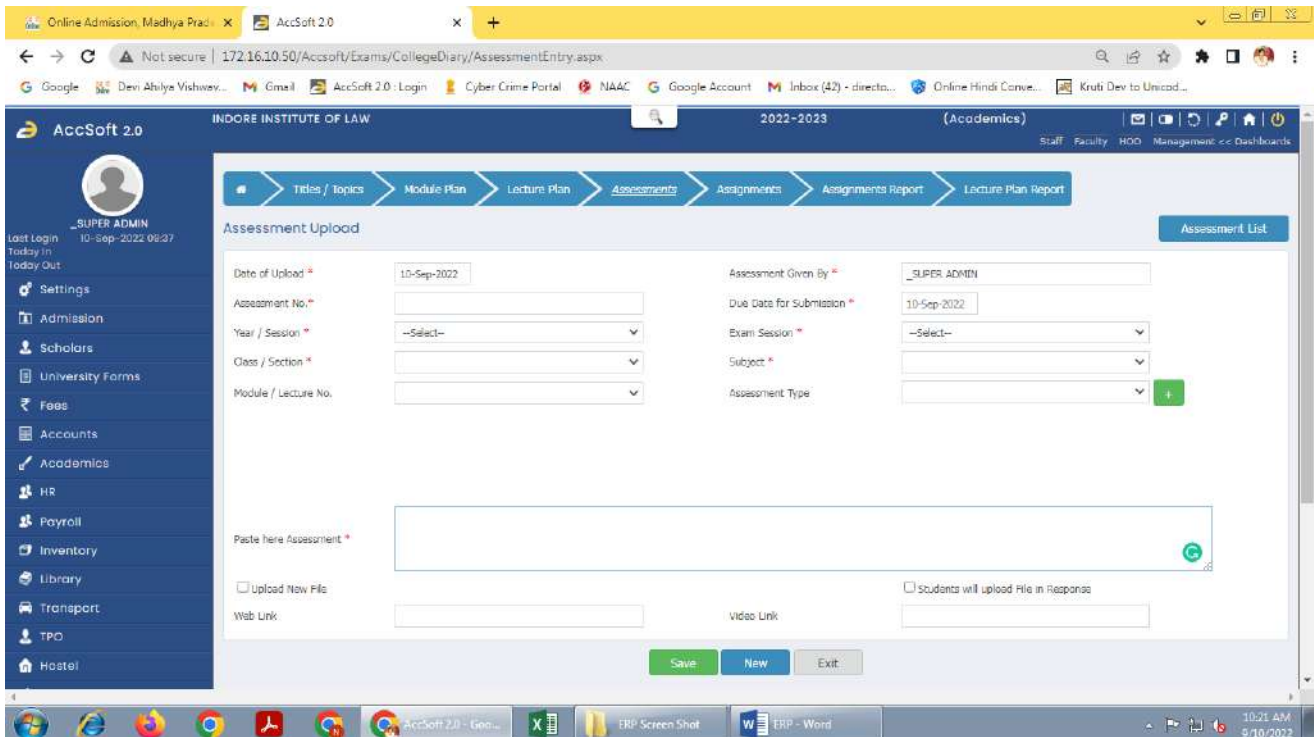 Online Admission, Madhya Prade
AccSoft 2.0
Not secure | 172.16.10.50/Accsoft/Exams/CollegeDiary/AssessmentEntry.aspx
Google Devi Ahilya Vishwav... Gmail AccSoft 2.0 : Login Cyber Crime Portal NAAC Google Account Inbox (42) - directo... Online Hindi Conve... Kruti Dev to Unicod...
AccSoft 2.0
INDORE INSTITUTE OF LAW 2022-2023 (Academics)
Staff Faculty HOD Management << Dashboards
_SUPER ADMIN
Last Login 10-Sep-2022 09:37
Today In
Today Out
Settings
Admission
Scholars
University Forms
₹ Fees
Accounts
Academics
HR
Payroll
Inventory
Library
Transport
TPO
Hostel
Titles / Topics Module Plan Lecture Plan Assessments Assignments Assignments Report Lecture Plan Report
Assessment Upload Assessment List
Date of Upload * 10-Sep-2022 Assessment Given By * _SUPER ADMIN
Assessment No.* Due Date for Submission * 10-Sep-2022
Year / Session * --Select-- Exam Session * --Select--
Class / Section * Subject *
Module / Lecture No. Assessment Type +
Paste here Assessment *
Upload New File Students will upload File in Response
Web Link Video Link
Save New Exit
AccSoft 2.0 - Goo... ERP Screen Shot ERP - Word
10:21 AM
9/10/2022